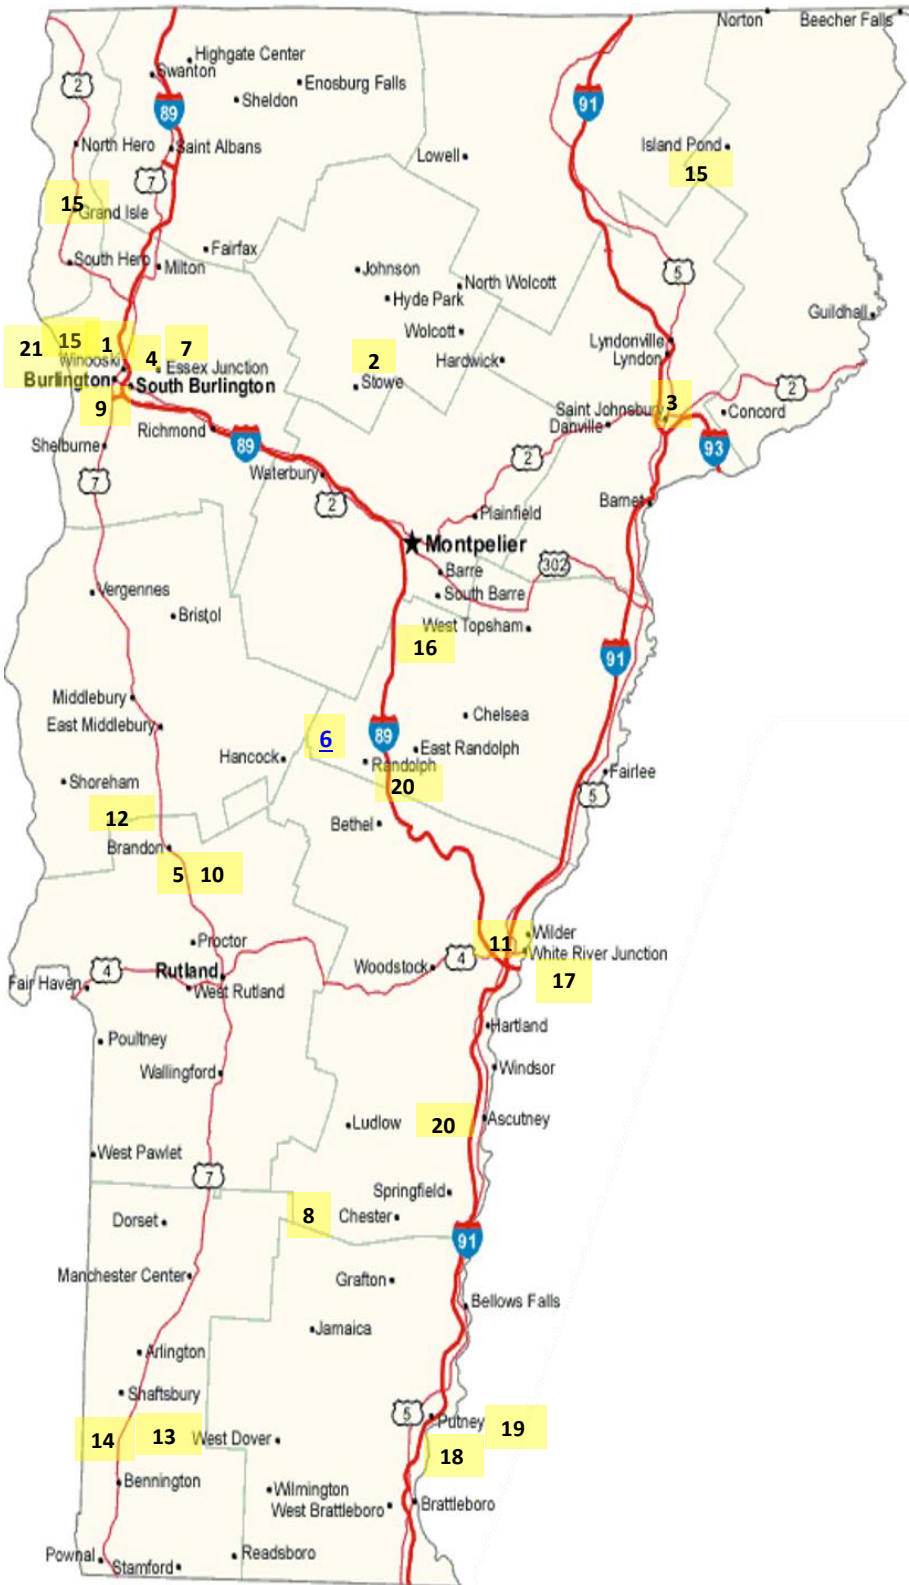 Norton
Beecher Falls
Highgate Center
Swanton
Enosburg Falls
2
Sheldon
89
91
North Hero
Saint Albans
Island Pond
Lowell
7
15
15
Grand Isle
Fairfax
South Hero
Milton
Johnson
5
North Wolcott
Hyde Park
Guildhall
Wolcott
21
15
1
4
7
Lyndonville
Winooski
Essex Junction
2
Hardwick
Lyndon
Burlington
South Burlington
Stowe
2
9
3
Saint Johnsbury
Concord
Danville
Richmond
Shelburne
89
93
2
Waterbury
7
2
Barnet
Plainfield
Montpelier
302
Barre
Vergennes
South Barre
Bristol
West Topsham
16
91
Middlebury
Chelsea
East Middlebury
6
89
East Randolph
Hancock
Randolph
Fairlee
Shoreham
20
5
12
Bethel
Brandon
5
10
Wilder
Proctor
11
White River Junction
4
Rutland
Woodstock
4
Fair Haven
West Rutland
17
Hartland
Poultney
Windsor
Wallingford
Ludlow
20
Ascutney
West Pawlet
7
Springfield
8
Chester
Dorset
91
Manchester Center
Grafton
Bellows Falls
Jamaica
Arlington
Shaftsbury
5
Putney
19
14
13
West Dover
18
Bennington
Wilmington
West Brattleboro
Brattleboro
Pownal
Readsboro
Stamford